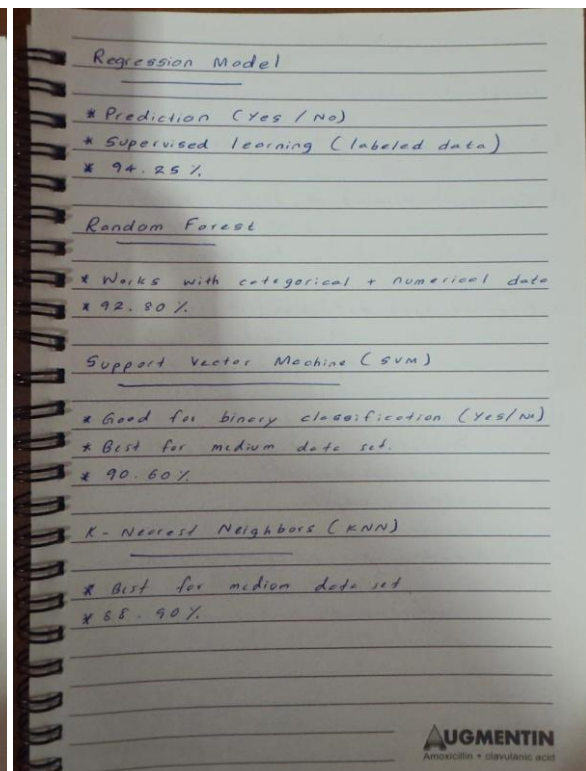 Regression Model
* Prediction (Yes / No)
* Supervised learning (labeled data)
* 94.25 %
Random Forest
* Works with categorical + numerical data
* 92.80 %
Support Vector Machine (SVM)
* Good for binary classification (Yes/No)
* Best for medium data set.
* 90.60 %
K-Nearest Neighbors (KNN)
* Best for medium data set
* 88.90 %
AUGMENTIN
Amoxicillin + clavulanic acid